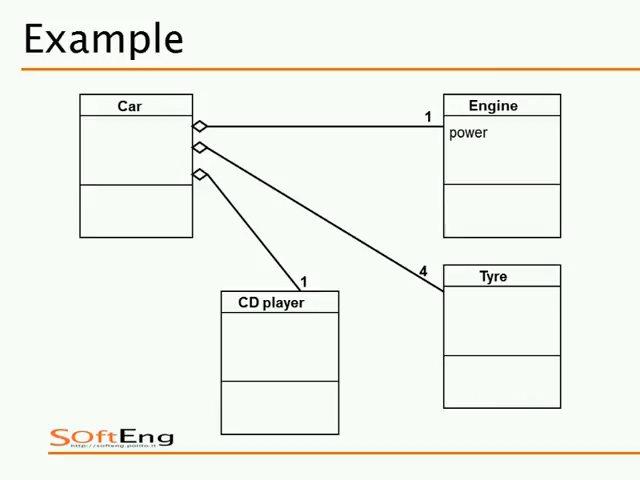 Example
Car
1
Engine
power
4
Tyre
1
CD player
SOftEng
http://softeng.polito.it